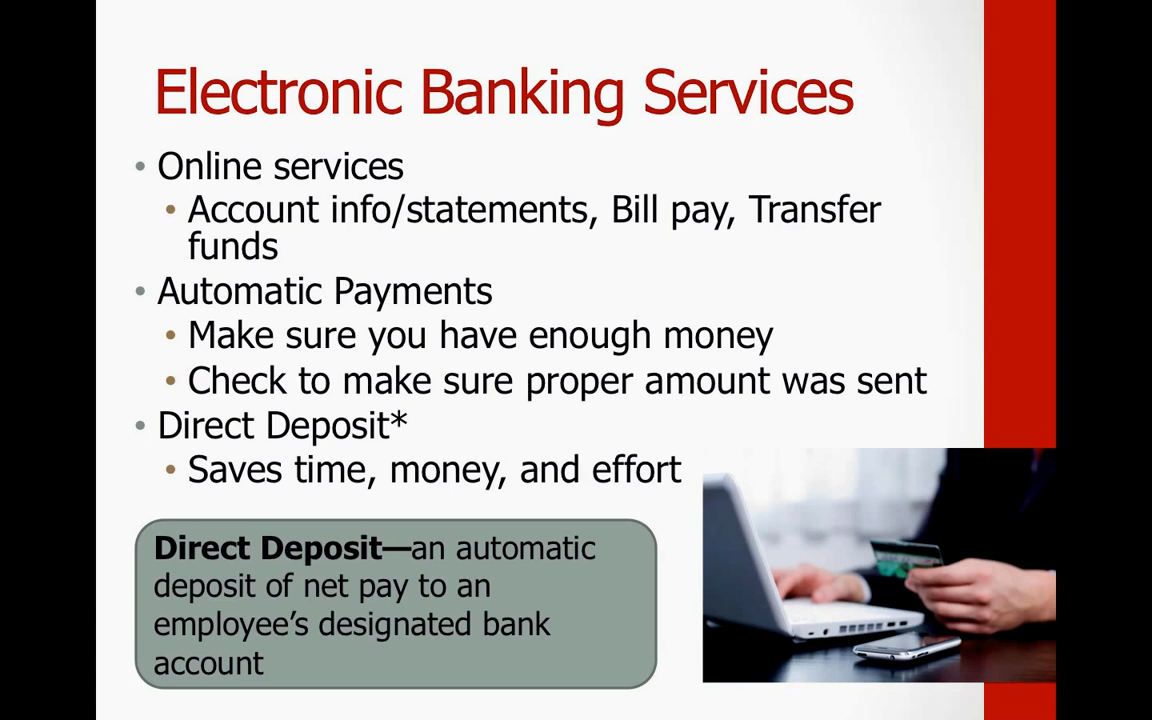 Electronic Banking Services
• Online services
• Account info/statements, Bill pay, Transfer
funds
• Automatic Payments
• Make sure you have enough money
• Check to make sure proper amount was sent
• Direct Deposit*
• Saves time, money, and effort
Direct Deposit—an automatic
deposit of net pay to an
employee’s designated bank
account